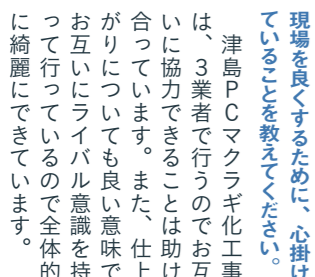 現場を良くするために、心掛け
ていることを教えてください。
津島PCマクラギ化工事
は、3業者で行うのでお互
いに協力できることは助け
合っています。また、仕上
がりについても良い意味で
お互いにライバル意識を持
って行っているので全体的
に綺麗にできています。